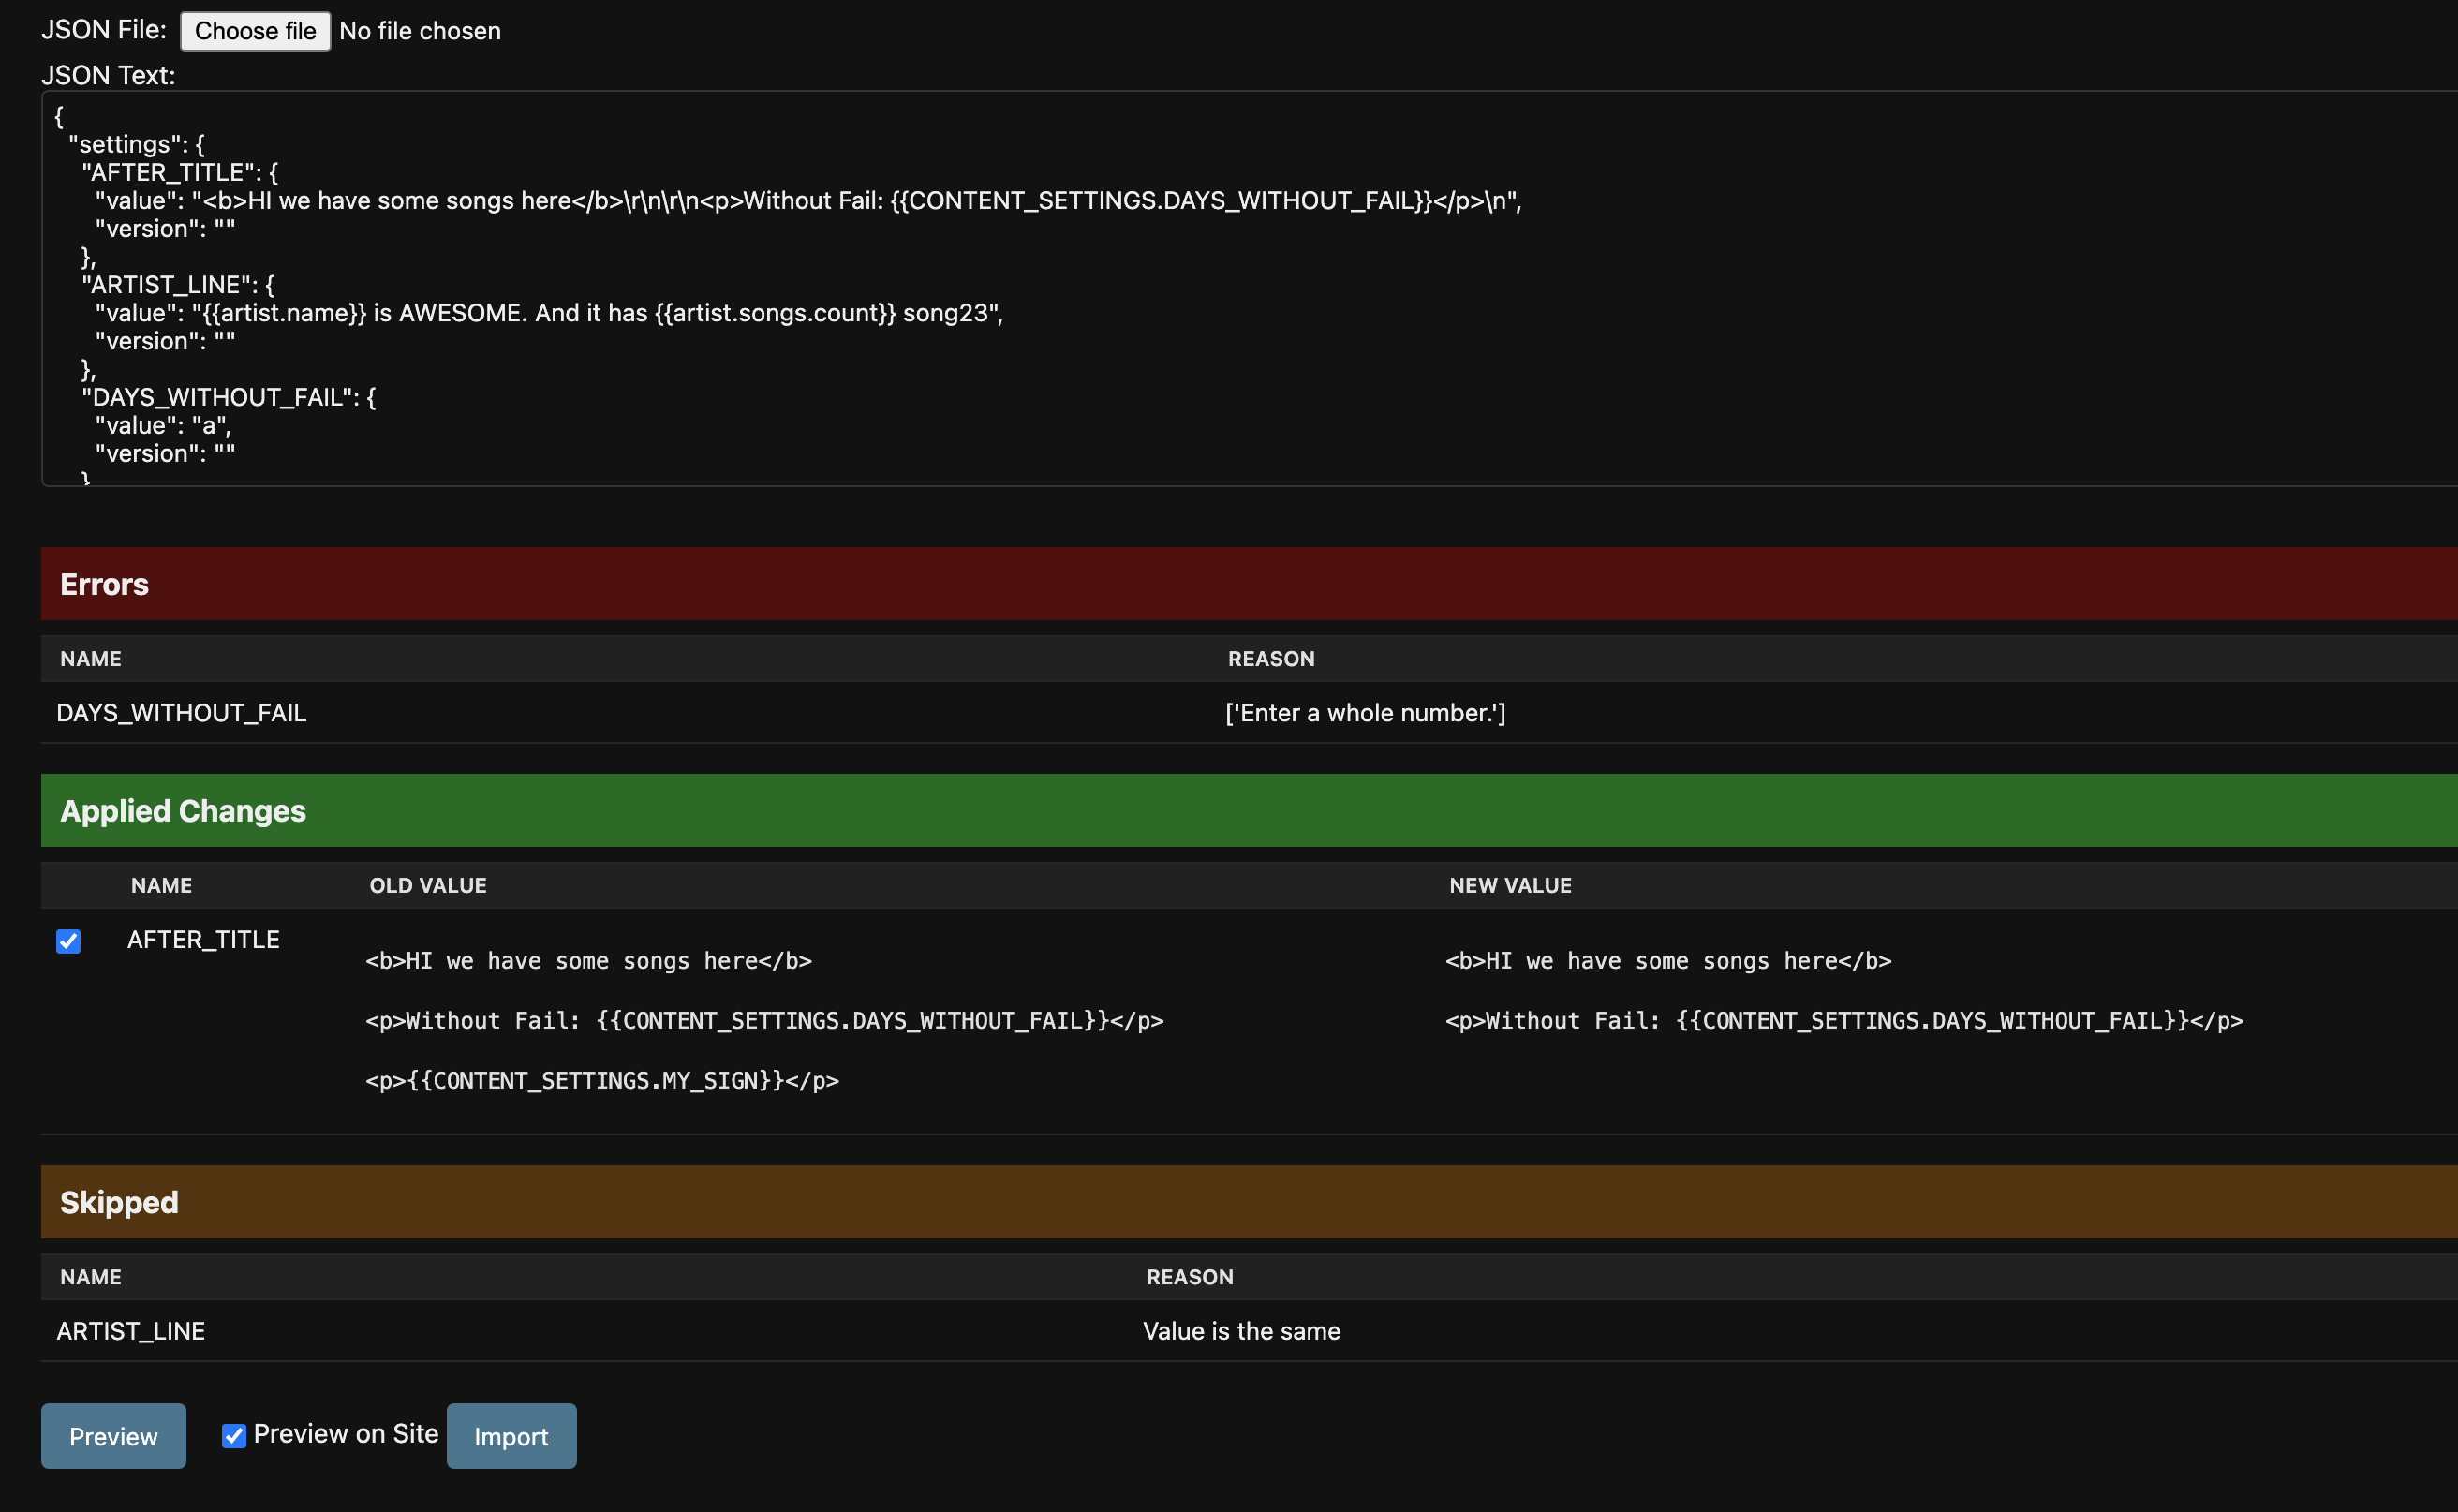 JSON File: Choose file No file chosen
JSON Text:
{
"settings": {
"AFTER_TITLE": {
"value": "<b>HI we have some songs here</b>\r\n\r\n<p>Without Fail: {{CONTENT_SETTINGS.DAYS_WITHOUT_FAIL}}</p>\n",
"version": ""
},
"ARTIST_LINE": {
"value": "{{artist.name}} is AWESOME. And it has {{artist.songs.count}} song23",
"version": ""
},
"DAYS_WITHOUT_FAIL": {
"value": "a",
"version": ""
}
Errors
NAME REASON
DAYS_WITHOUT_FAIL ['Enter a whole number.']
Applied Changes
NAME OLD VALUE NEW VALUE
AFTER_TITLE
<b>HI we have some songs here</b> <b>HI we have some songs here</b>
<p>Without Fail: {{CONTENT_SETTINGS.DAYS_WITHOUT_FAIL}}</p> <p>Without Fail: {{CONTENT_SETTINGS.DAYS_WITHOUT_FAIL}}</p>
<p>{{CONTENT_SETTINGS.MY_SIGN}}</p>
Skipped
NAME REASON
ARTIST_LINE Value is the same
Preview Preview on Site Import